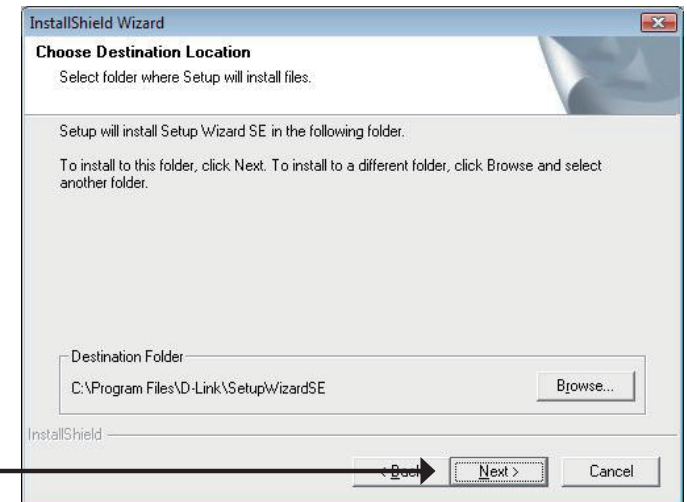 InstallShield Wizard
Choose Destination Location
Select folder where Setup will install files.
Setup will install Setup Wizard SE in the following folder.
To install to this folder, click Next. To install to a different folder, click Browse and select
another folder.
Destination Folder
C:\Program Files\D-Link\SetupWizardSE
Browse...
InstallShield
< Back Next > Cancel